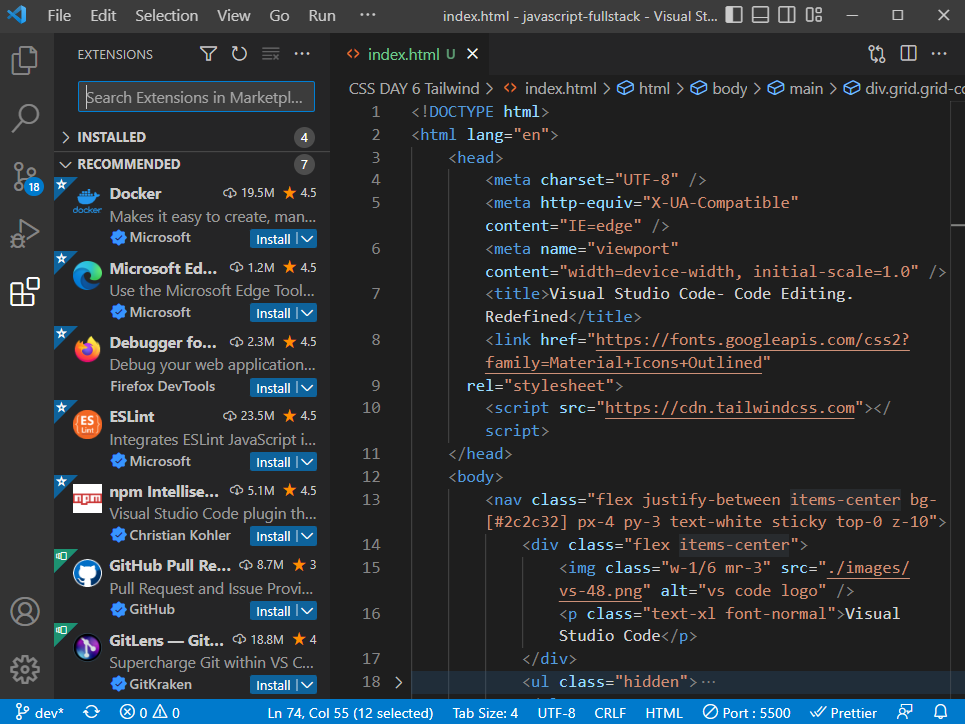 File Edit Selection View Go Run ··· index.html - javascript-fullstack - Visual St...
EXTENSIONS
Search Extensions in Marketpl...
INSTALLED 4
RECOMMENDED 7
Docker 19.5M 4.5
docker
Makes it easy to create, man...
Microsoft Install
Microsoft Ed... 1.2M 4.5
Use the Microsoft Edge Tool...
Microsoft Install
Debugger fo... 2.3M 4.5
Debug your web application...
Firefox DevTools Install
ESLint 23.5M 4.5
ES
Lint
Integrates ESLint JavaScript i...
Microsoft Install
npm Intellise... 5.1M 4.5
npm
Visual Studio Code plugin th...
Christian Kohler Install
GitHub Pull Re... 8.7M 3
Pull Request and Issue Provi...
GitHub Install
GitLens — Git... 18.8M 4
Supercharge Git within VS C...
GitKraken Install
18
index.html U
CSS DAY 6 Tailwind > index.html > html > body > main > div.grid.grid-co
1 <!DOCTYPE html>
2 <html lang="en">
3 <head>
4 <meta charset="UTF-8" />
5 <meta http-equiv="X-UA-Compatible"
content="IE=edge" />
6 <meta name="viewport"
content="width=device-width, initial-scale=1.0" />
7 <title>Visual Studio Code- Code Editing.
Redefined</title>
8 <link href="https://fonts.googleapis.com/css2?
family=Material+Icons+Outlined"
9 rel="stylesheet">
10 <script src="https://cdn.tailwindcss.com"></
script>
11 </head>
12 <body>
13 <nav class="flex justify-between items-center bg-
[#2c2c32] px-4 py-3 text-white sticky top-0 z-10">
14 <div class="flex items-center">
15 <img class="w-1/6 mr-3" src="./images/
vs-48.png" alt="vs code logo" />
16 <p class="text-xl font-normal">Visual
Studio Code</p>
17 </div>
18 <ul class="hidden">···
dev* 0 0 Ln 74, Col 55 (12 selected) Tab Size: 4 UTF-8 CRLF HTML Port : 5500 Prettier